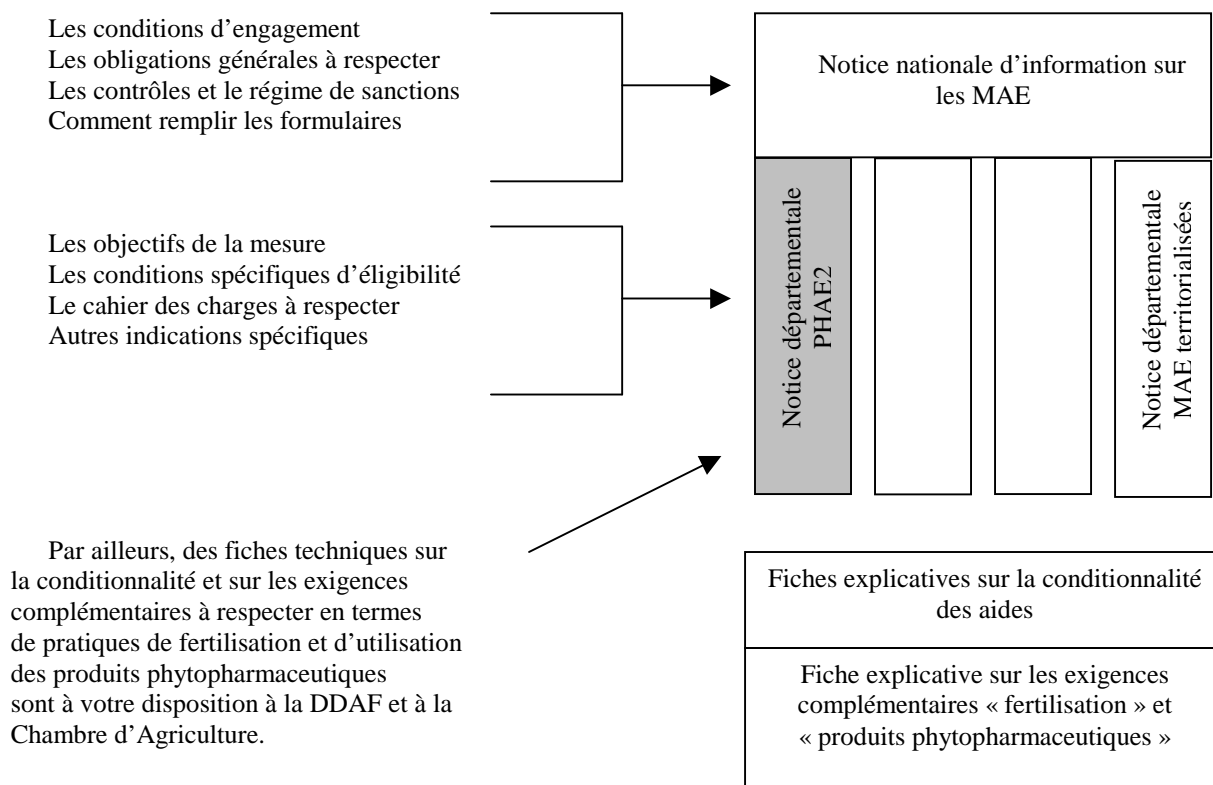 Les conditions d’engagement
Les obligations générales à respecter
Les contrôles et le régime de sanctions
Comment remplir les formulaires
Notice nationale d’information sur
les MAE
Les objectifs de la mesure
Les conditions spécifiques d’éligibilité
Le cahier des charges à respecter
Autres indications spécifiques
Notice départementale
PHAE2
Notice départementale
MAE territorialisées
Par ailleurs, des fiches techniques sur
la conditionnalité et sur les exigences
complémentaires à respecter en termes
de pratiques de fertilisation et d’utilisation
des produits phytopharmaceutiques
sont à votre disposition à la DDAF et à la
Chambre d’Agriculture.
Fiches explicatives sur la conditionnalité
des aides
Fiche explicative sur les exigences
complémentaires « fertilisation » et
« produits phytopharmaceutiques »